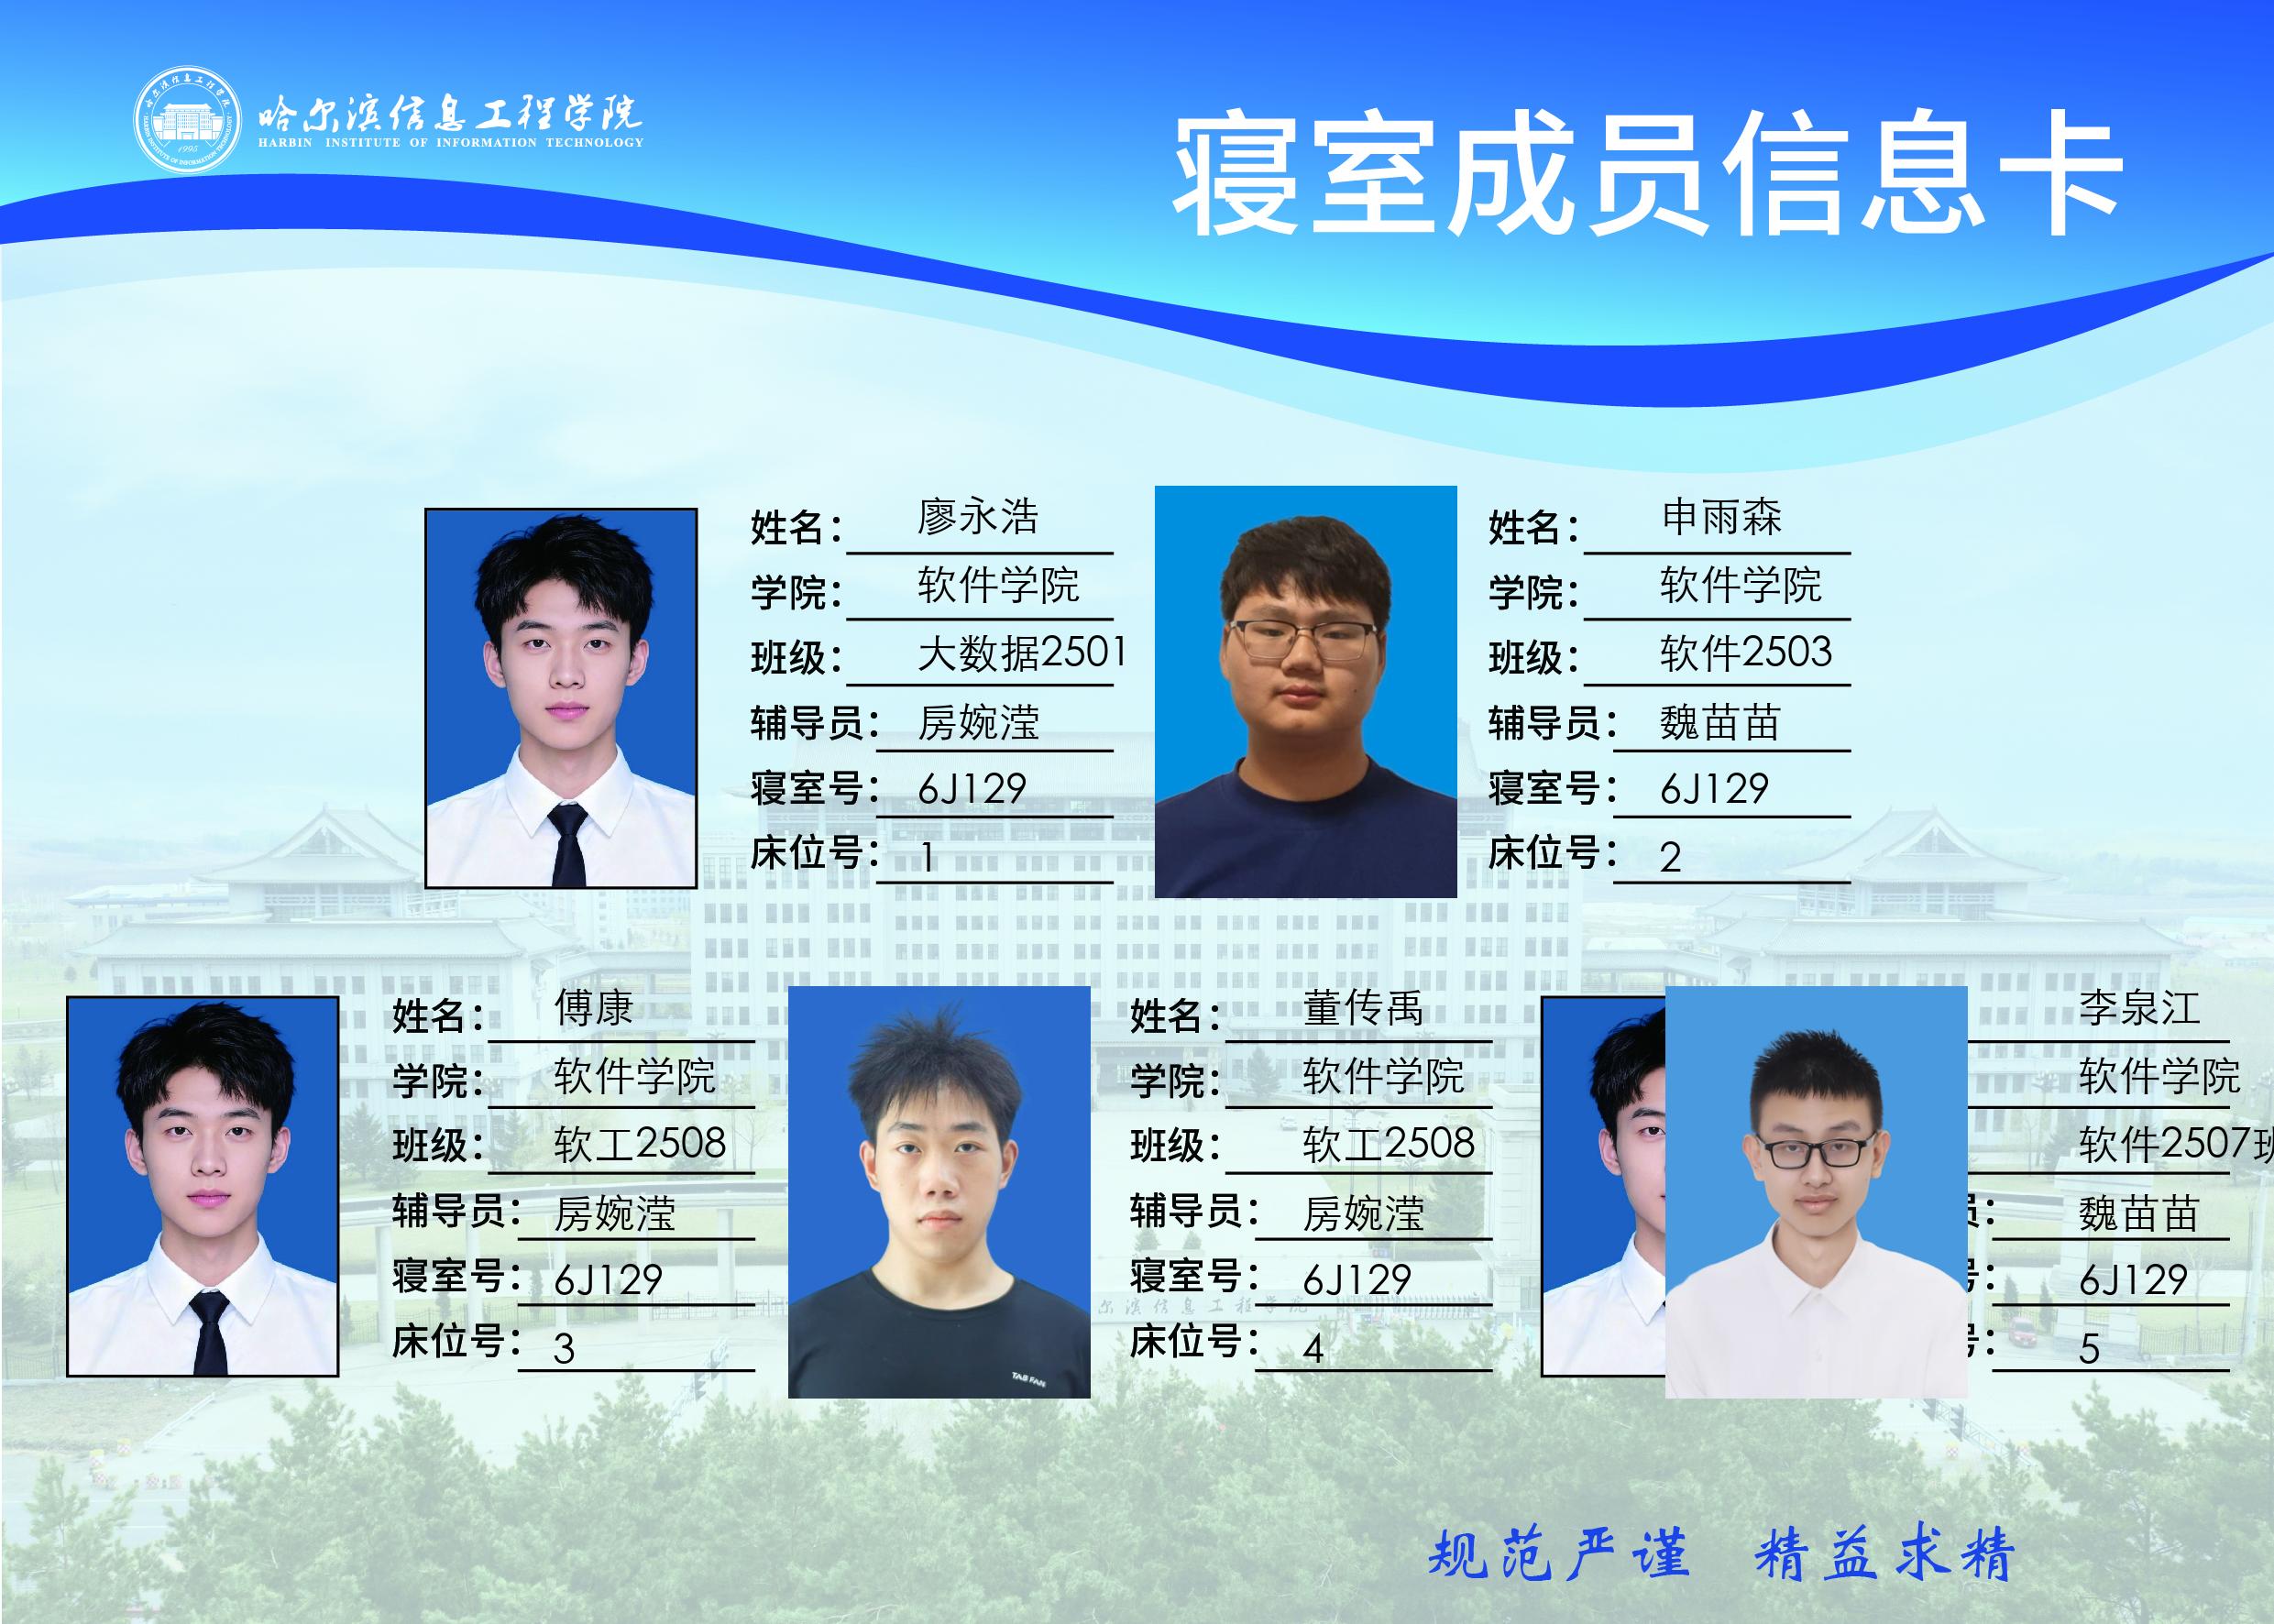 哈尔滨信息工程学院
HARBIN INSTITUTE OF INFORMATION TECHNOLOGY
1995
寝室成员信息卡
姓名： 廖永浩
学院： 软件学院
班级： 大数据2501
辅导员： 房婉滢
寝室号： 6J129
床位号： 1
姓名： 申雨森
学院： 软件学院
班级： 软件2503
辅导员： 魏苗苗
寝室号： 6J129
床位号： 2
姓名： 傅康
学院： 软件学院
班级： 软工2508
辅导员： 房婉滢
寝室号： 6J129
床位号： 3
TAB FAN
姓名： 董传禹
学院： 软件学院
班级： 软工2508
辅导员： 房婉滢
寝室号： 6J129
床位号： 4
李泉江
软件学院
软件2507班
员： 魏苗苗
号： 6J129
号： 5
规范严谨 精益求精